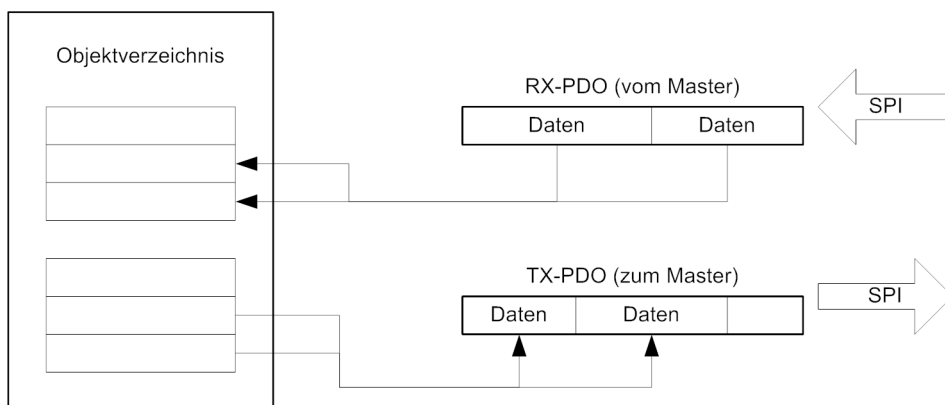 Objektverzeichnis
RX-PDO (vom Master)
SPI
Daten
Daten
TX-PDO (zum Master)
SPI
Daten
Daten